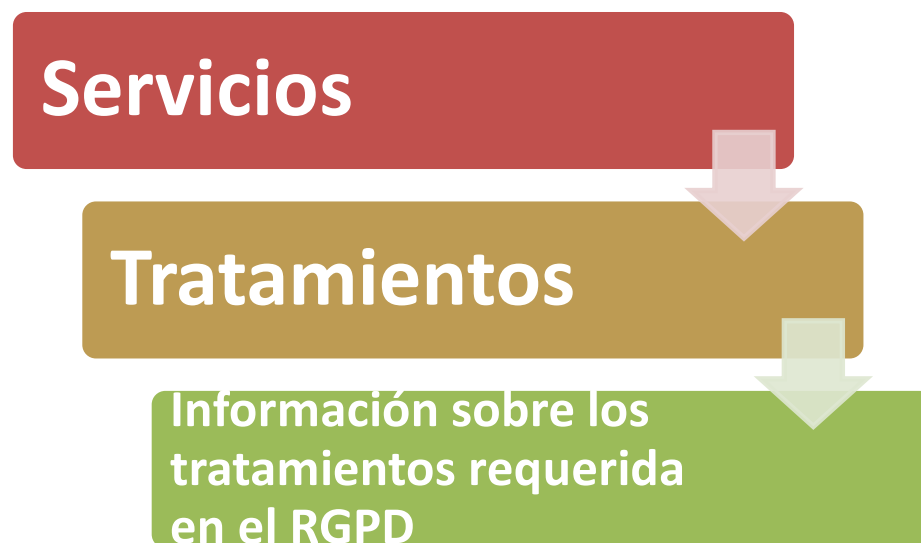 Servicios
Tratamientos
Información sobre los
tratamientos requerida
en el RGPD